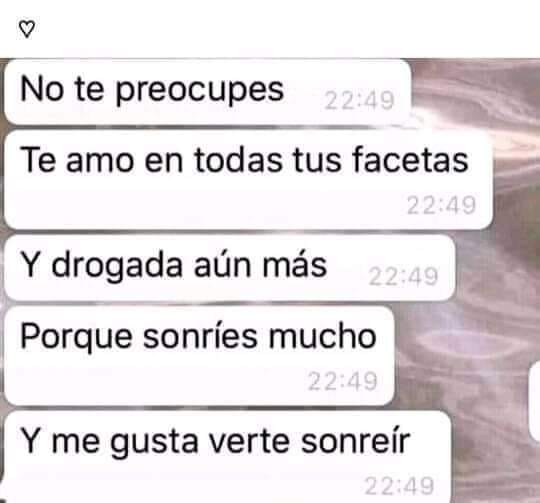 ♡
No te preocupes 22:49
Te amo en todas tus facetas
22:49
Y drogada aún más 22:49
Porque sonríes mucho
22:49
Y me gusta verte sonreír
22:49